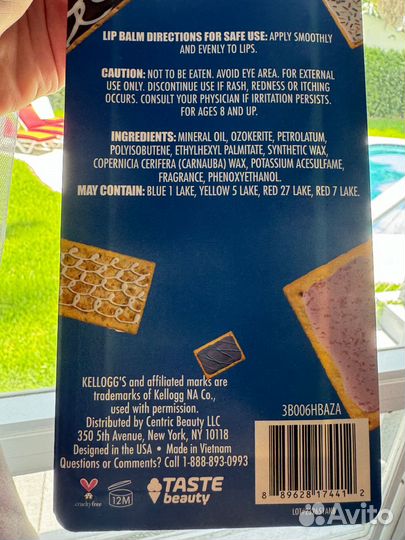 LIP BALM DIRECTIONS FOR SAFE USE: APPLY SMOOTHLY
AND EVENLY TO LIPS.
CAUTION: NOT TO BE EATEN. AVOID EYE AREA. FOR EXTERNAL
USE ONLY. DISCONTINUE USE IF RASH, REDNESS OR ITCHING
OCCURS. CONSULT YOUR PHYSICIAN IF IRRITATION PERSISTS.
FOR AGES 8 AND UP.
INGREDIENTS: MINERAL OIL, OZOKERITE, PETROLATUM,
POLYISOBUTENE, ETHYLHEXYL PALMITATE, SYNTHETIC WAX,
COPERNICIA CERIFERA (CARNAUBA) WAX, POTASSIUM ACESULFAME,
FRAGRANCE, PHENOXYETHANOL.
MAY CONTAIN: BLUE 1 LAKE, YELLOW 5 LAKE, RED 27 LAKE, RED 7 LAKE.
KELLOGG'S and affiliated marks are
trademarks of Kellogg NA Co.,
used with permission.
Distributed by Centric Beauty LLC
350 5th Avenue, New York, NY 10118
Designed in the USA • Made in Vietnam
Questions or Comments? Call 1-888-893-0993
3B006HBAZA
crueltyfree
12M
TASTE
beauty
8 89628 17441 2
LOT:
Avito